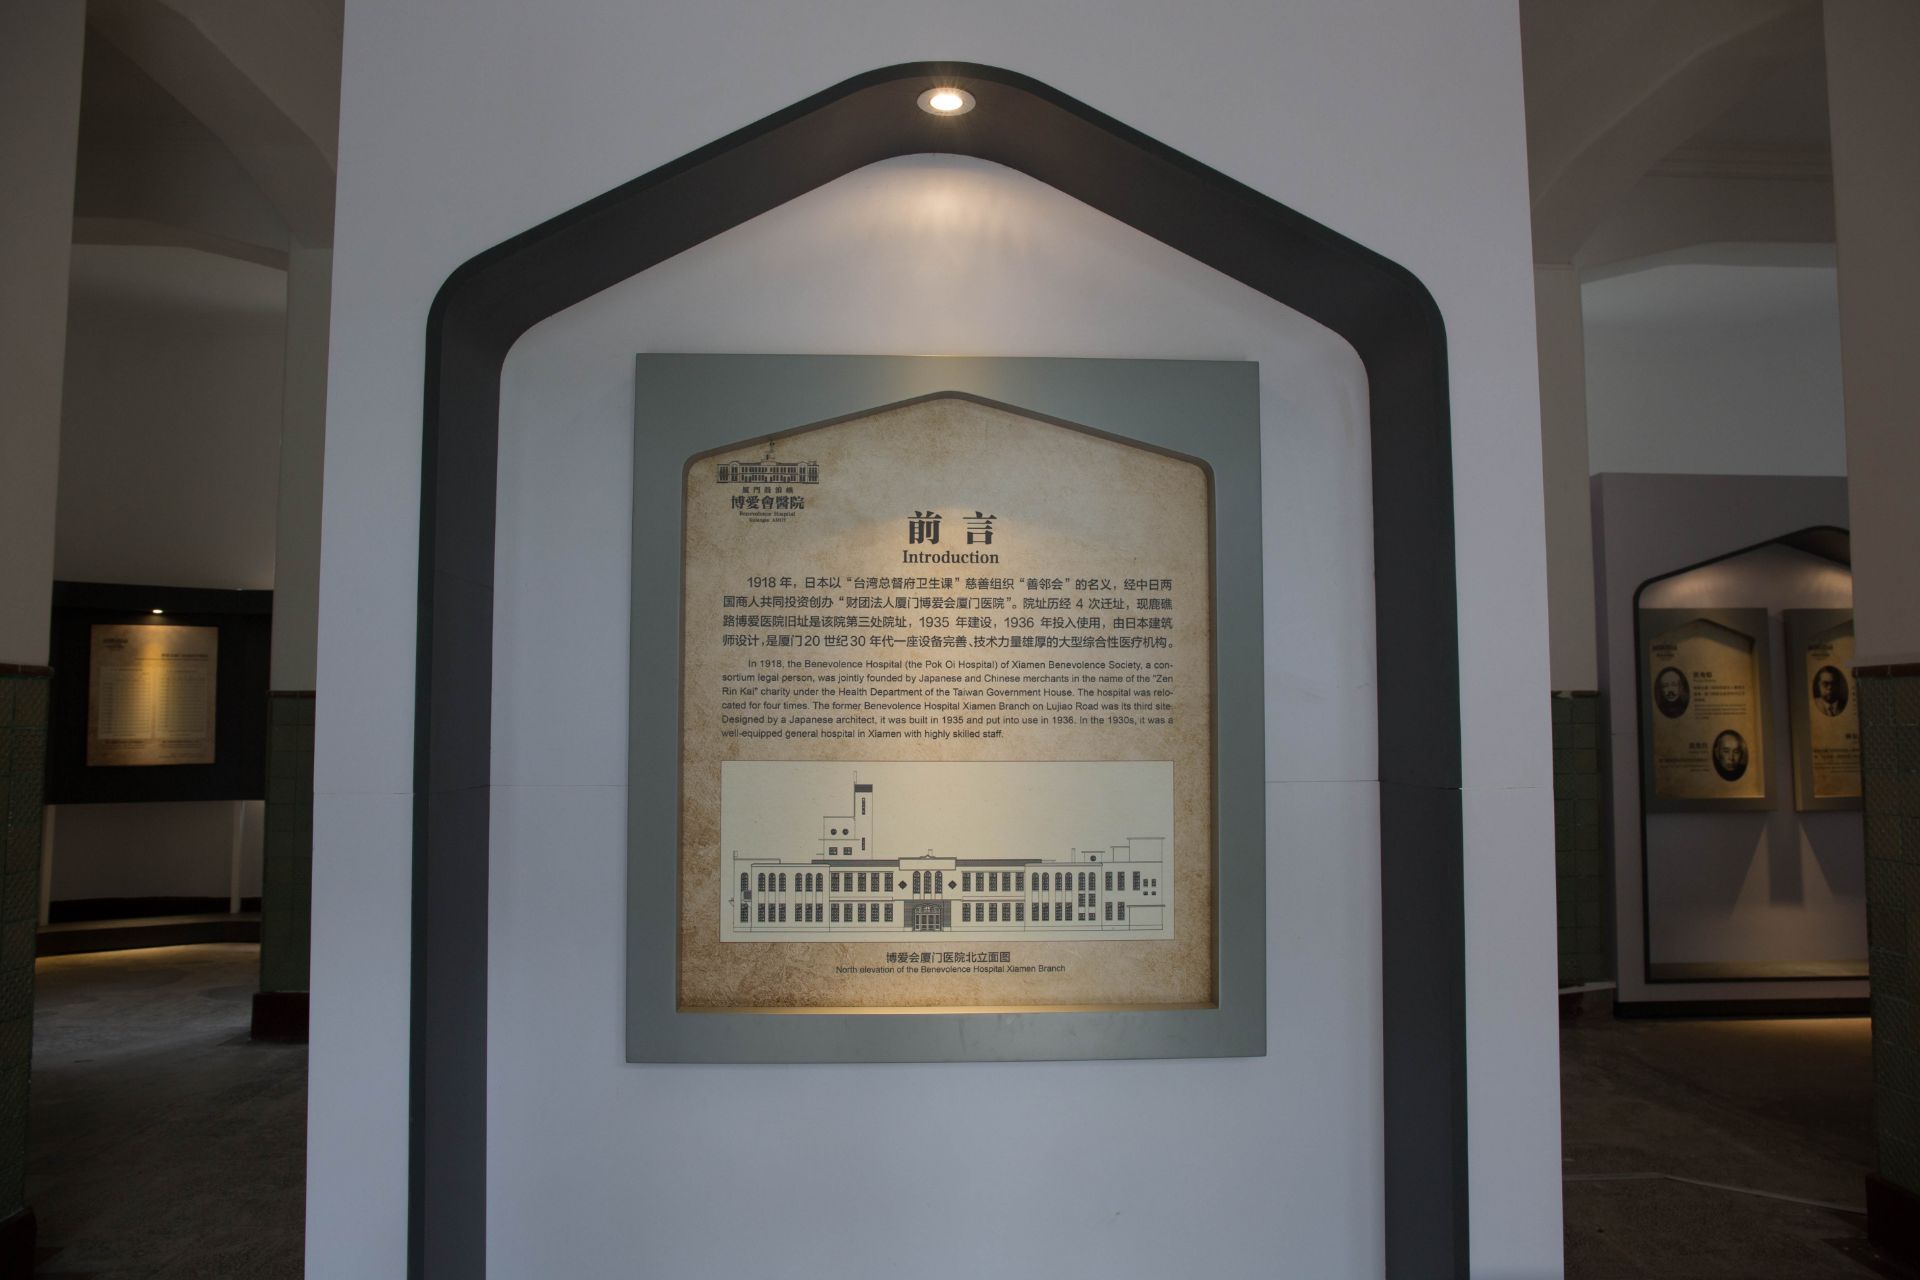 厦門鼓浪嶼
博愛會醫院
Benevolence Hospital
Kulangsu AMOY
前言
Introduction
1918 年，日本以“台湾总督府卫生课”慈善组织“善邻会”的名义，经中日两
国商人共同投资创办“财团法人厦门博爱会厦门医院”。院址历经 4 次迁址，现鹿礁
路博爱医院旧址是该院第三处院址，1935 年建设，1936 年投入使用，由日本建筑
师设计，是厦门20 世纪30 年代一座设备完善、技术力量雄厚的大型综合性医疗机构。
In 1918, the Benevolence Hospital (the Pok Oi Hospital) of Xiamen Benevolence Society, a con-
sortium legal person, was jointly founded by Japanese and Chinese merchants in the name of the "Zen
Rin Kai" charity under the Health Department of the Taiwan Government House. The hospital was relo-
cated for four times. The former Benevolence Hospital Xiamen Branch on Lujiao Road was its third site.
Designed by a Japanese architect, it was built in 1935 and put into use in 1936. In the 1930s, it was a
well-equipped general hospital in Xiamen with highly skilled staff.
博爱会厦门医院北立面图
North elevation of the Benevolence Hospital Xiamen Branch